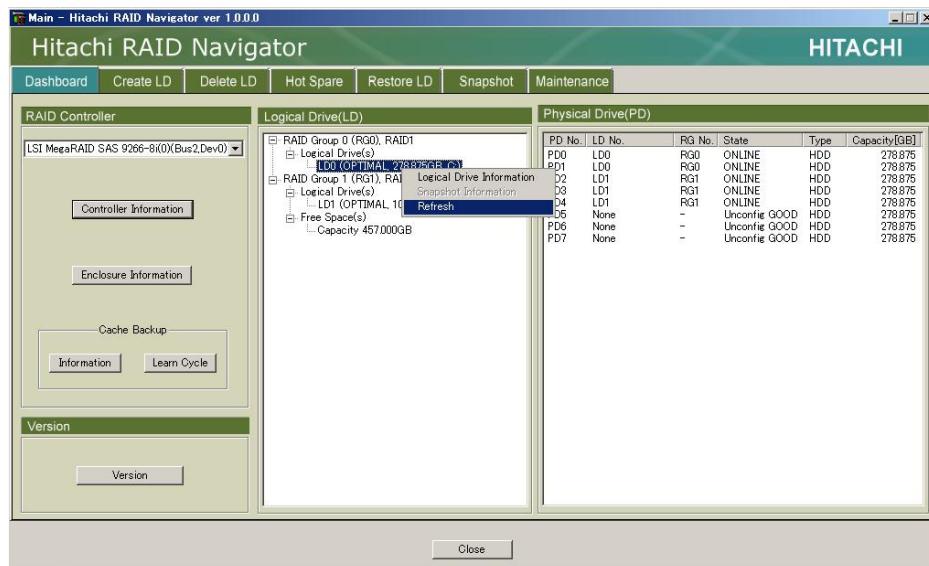 Main - Hitachi RAID Navigator ver 1.0.0.0
Hitachi RAID Navigator
HITACHI
Dashboard Create LD Delete LD Hot Spare Restore LD Snapshot Maintenance
RAID Controller
LSI MegaRAID SAS 9266-8i(0)(Bus2,Dev0)
Controller Information
Enclosure Information
Cache Backup
Information Learn Cycle
Version
Version
Logical Drive(LD)
RAID Group 0 (RG0), RAID1
Logical Drive(s)
LD0 (OPTIMAL, 278.875GB, C:)
RAID Group 1 (RG1), RAI
Logical Drive(s)
LD1 (OPTIMAL, 10
Free Space(s)
Capacity 457.000GB
Logical Drive Information
Snapshot Information
Refresh
Physical Drive(PD)
PD No. LD No. RG No. State Type Capacity[GB]
PD0 LD0 RG0 ONLINE HDD 278.875
PD1 LD0 RG0 ONLINE HDD 278.875
PD2 LD1 RG1 ONLINE HDD 278.875
PD3 LD1 RG1 ONLINE HDD 278.875
PD4 LD1 RG1 ONLINE HDD 278.875
PD5 None - Unconfig GOOD HDD 278.875
PD6 None - Unconfig GOOD HDD 278.875
PD7 None - Unconfig GOOD HDD 278.875
Close